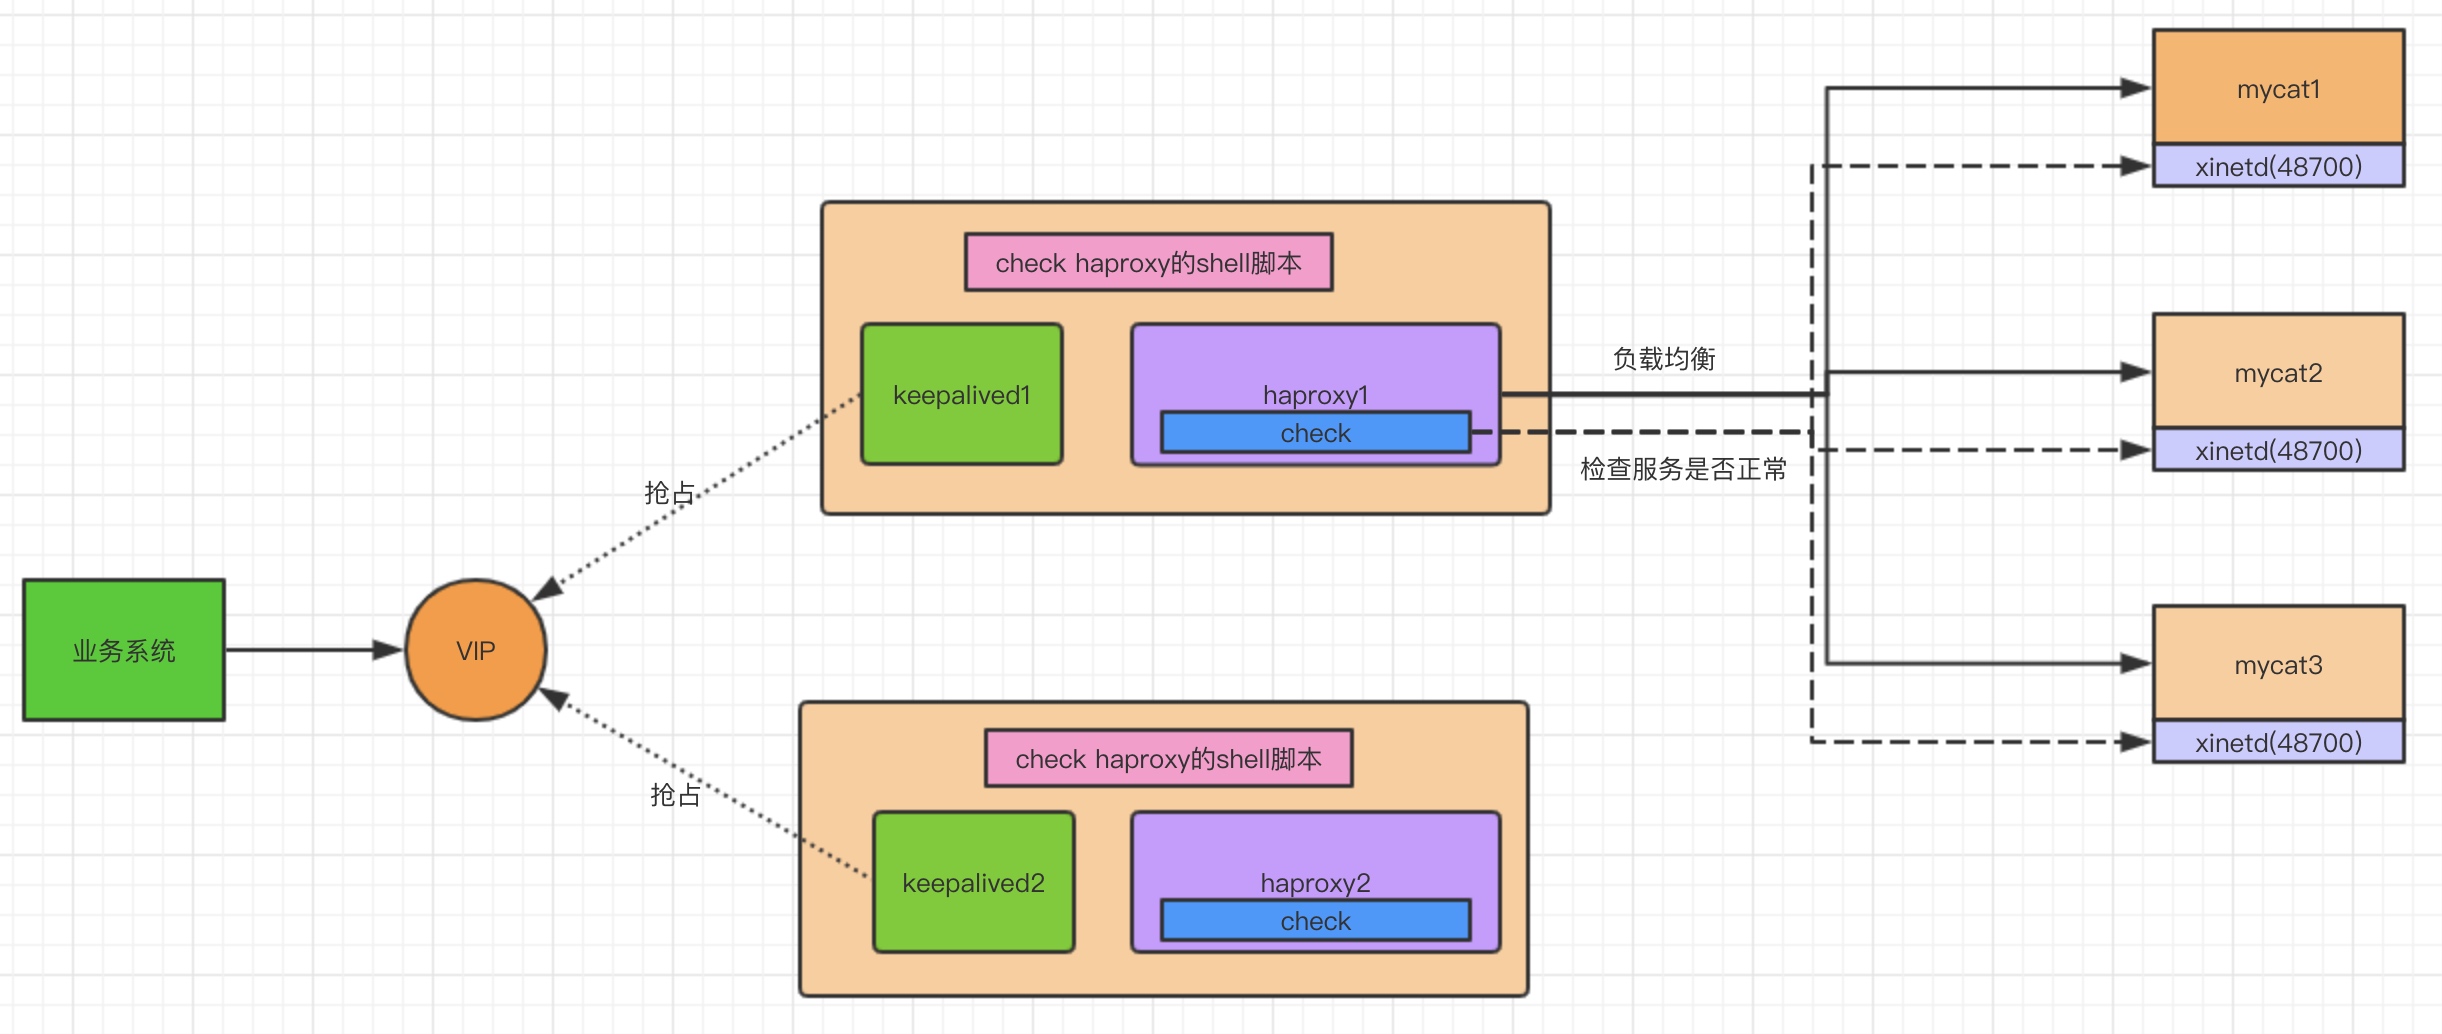 业务系统
VIP
抢占
抢占
check haproxy的shell脚本
keepalived1
haproxy1
check
check haproxy的shell脚本
keepalived2
haproxy2
check
负载均衡
检查服务是否正常
mycat1
xinetd(48700)
mycat2
xinetd(48700)
mycat3
xinetd(48700)